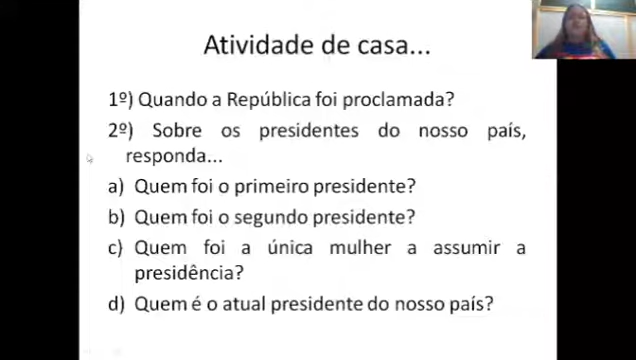 Atividade de casa...
1º) Quando a República foi proclamada?
2º) Sobre os presidentes do nosso país,
responda...
a) Quem foi o primeiro presidente?
b) Quem foi o segundo presidente?
c) Quem foi a única mulher a assumir a
presidência?
d) Quem é o atual presidente do nosso país?